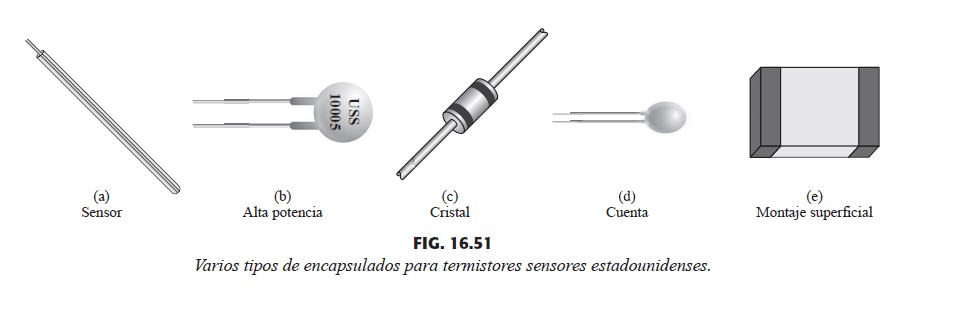 USS
10005
(a)
Sensor
(b)
Alta potencia
(c)
Cristal
(d)
Cuenta
(e)
Montaje superficial
FIG. 16.51
Varios tipos de encapsulados para termistores sensores estadounidenses.